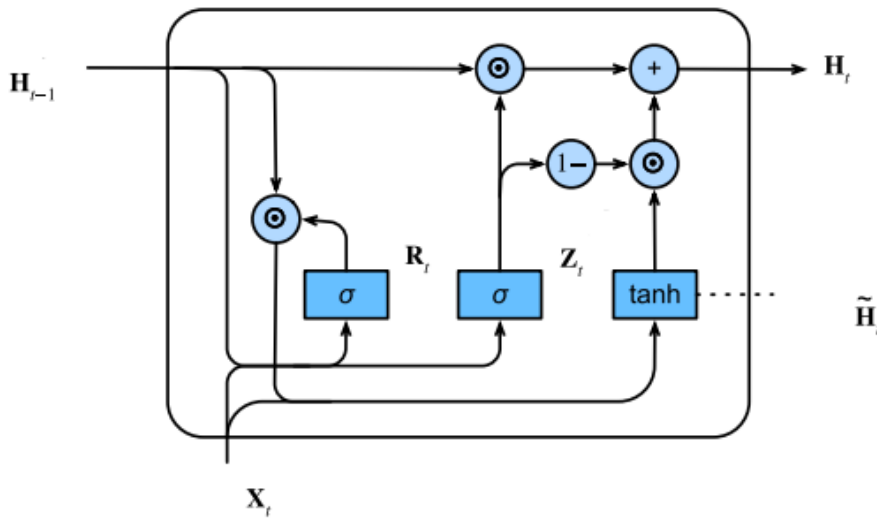 ⊙
+
H_{t-1}
H_t
1−
⊙
⊙
R_t
Z_t
σ
σ
tanh
H̃_t
X_t